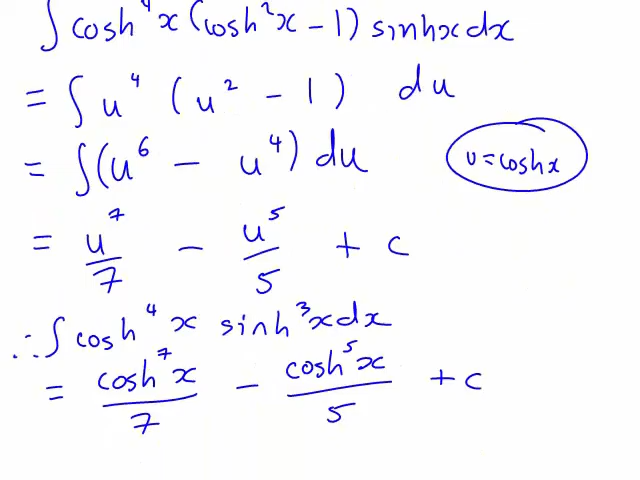 ∫ cosh⁴x (cosh²x − 1) sinhx dx
= ∫ u⁴ (u² − 1) du
= ∫(u⁶ − u⁴) du
u = coshx
= u⁷/7 − u⁵/5 + c
∴ ∫ cosh⁴x sinh³x dx
= cosh⁷x/7 − cosh⁵x/5 + c